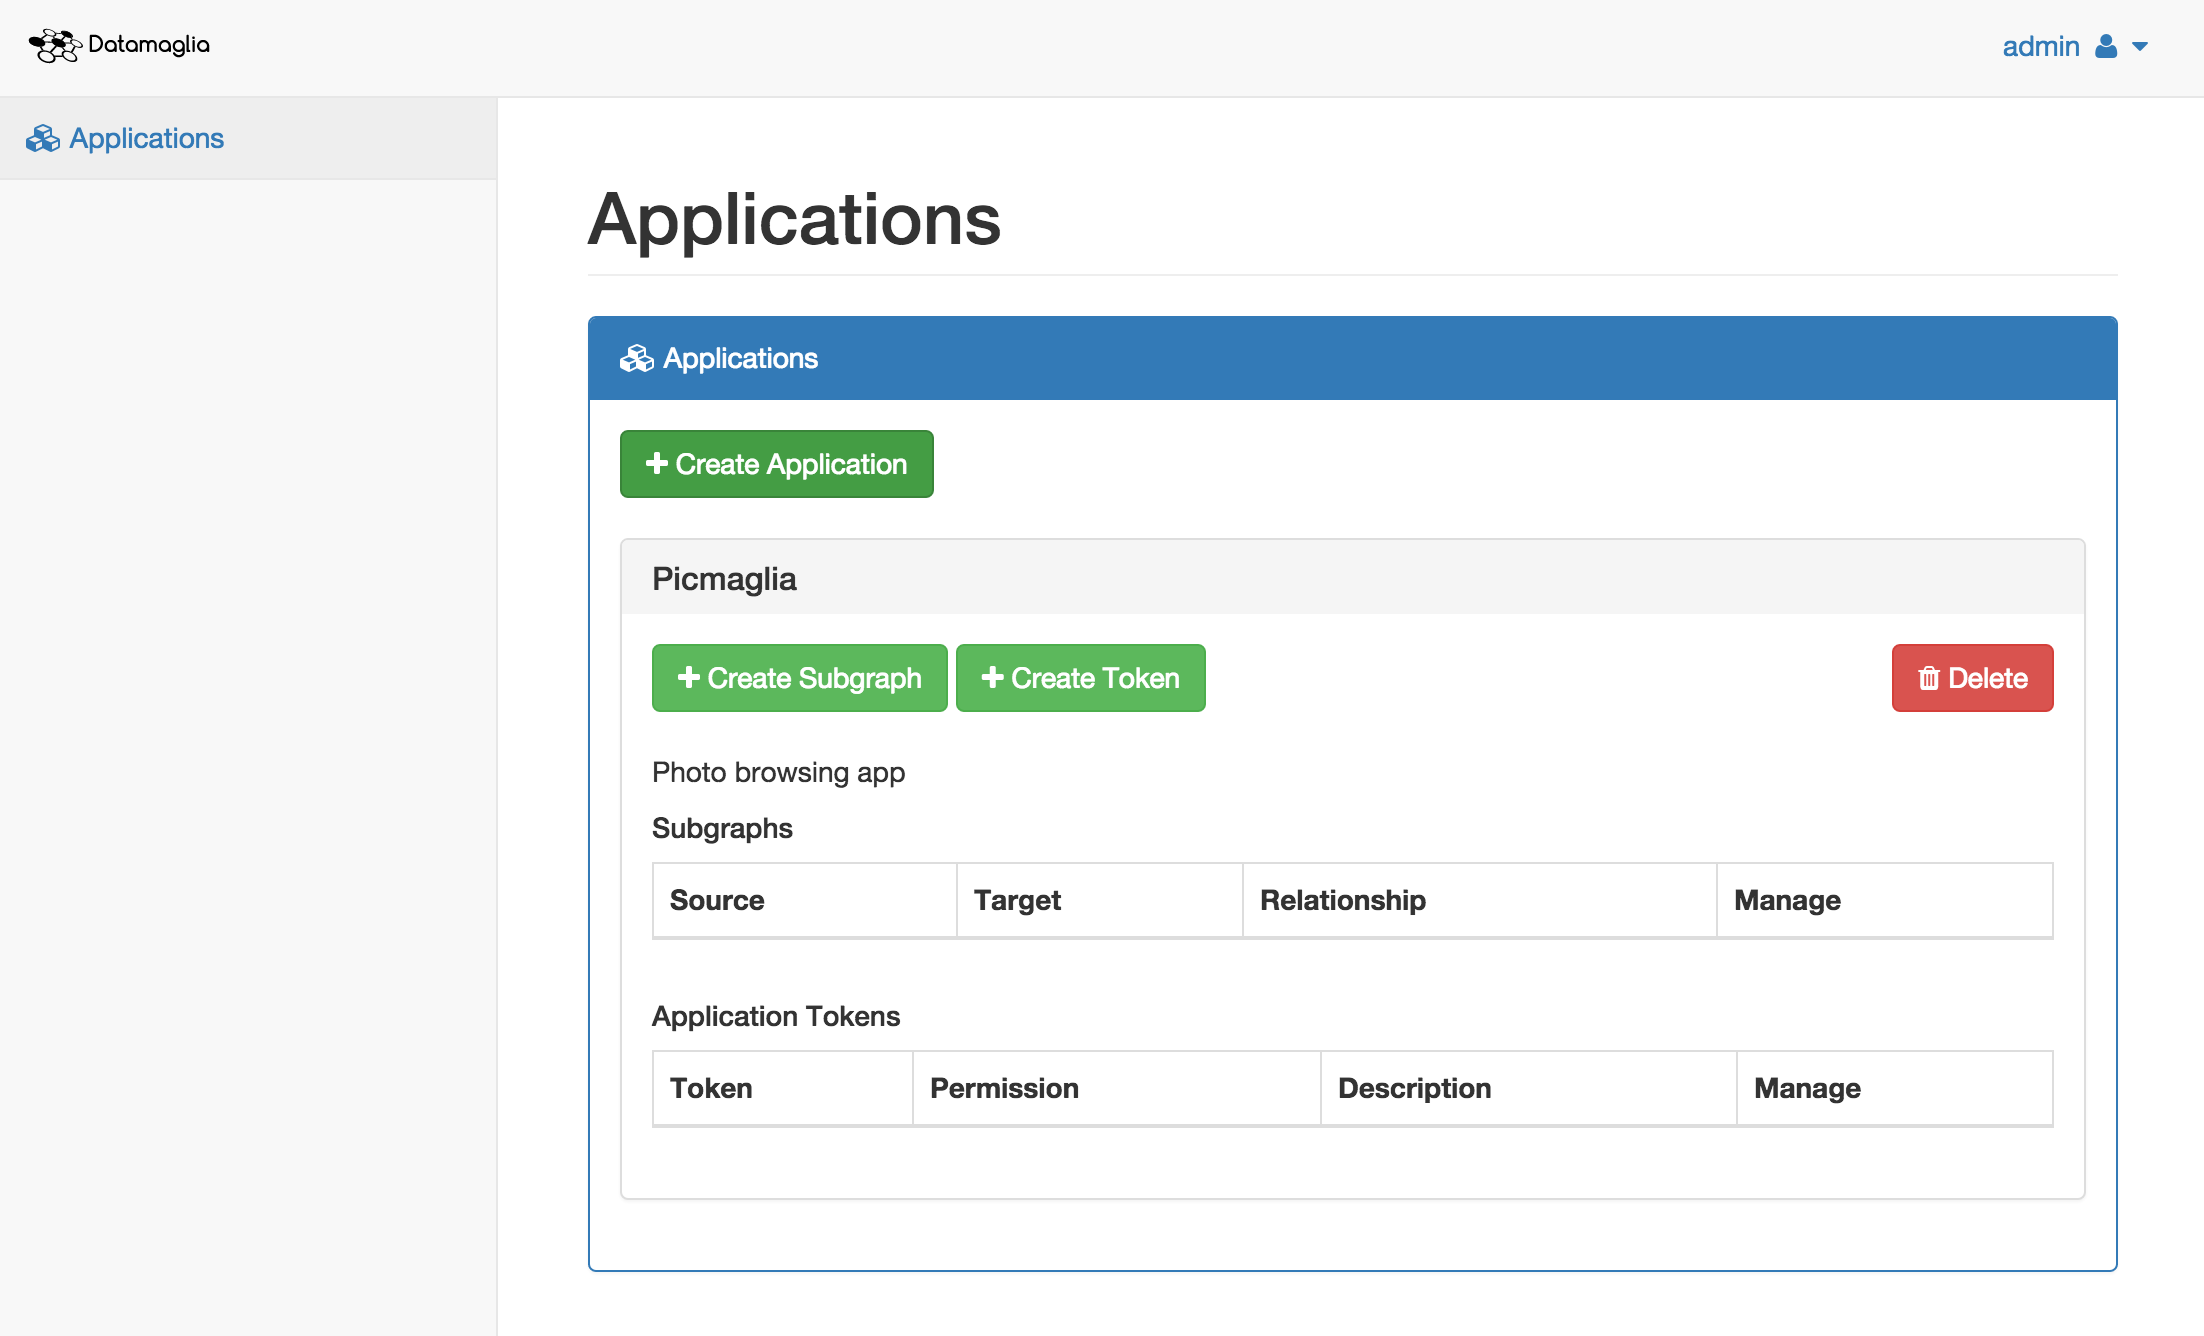 Datamaglia
admin
Applications
Applications
Applications
Create Application
Picmaglia
Create Subgraph Create Token Delete
Photo browsing app
Subgraphs
Source Target Relationship Manage
Application Tokens
Token Permission Description Manage